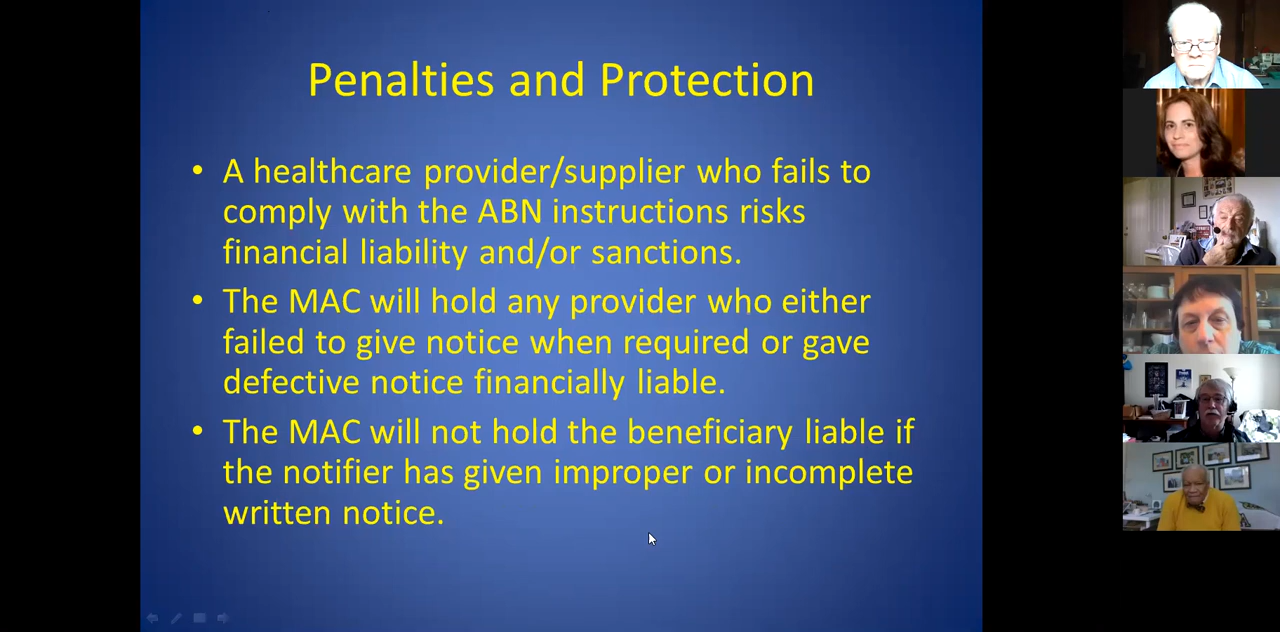 Penalties and Protection
• A healthcare provider/supplier who fails to
comply with the ABN instructions risks
financial liability and/or sanctions.
• The MAC will hold any provider who either
failed to give notice when required or gave
defective notice financially liable.
• The MAC will not hold the beneficiary liable if
the notifier has given improper or incomplete
written notice.